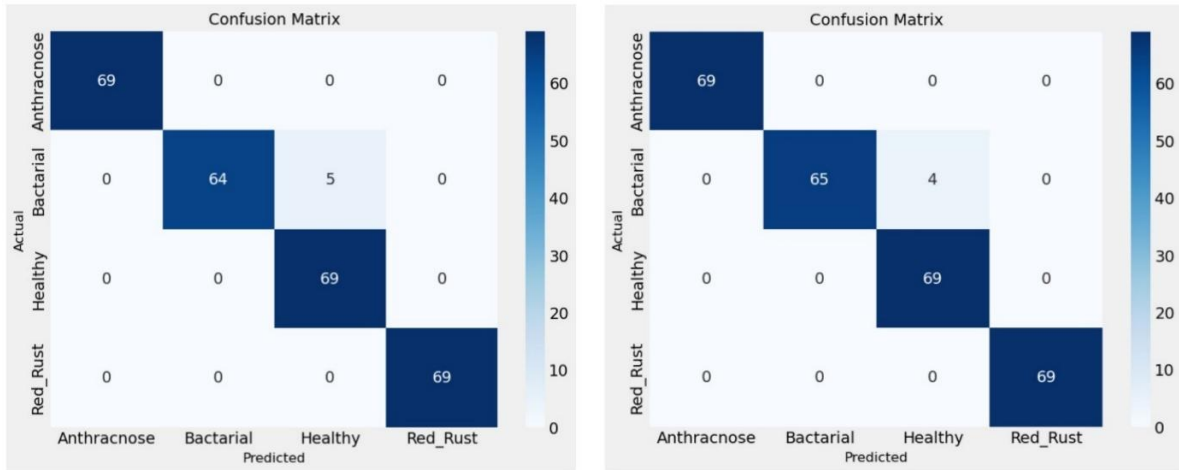 Confusion Matrix
Actual
Anthracnose
Bactarial
Healthy
Red_Rust
69 0 0 0
0 64 5 0
0 0 69 0
0 0 0 69
Anthracnose Bactarial Healthy Red_Rust
Predicted
60
50
40
30
20
10
0
Confusion Matrix
Actual
Anthracnose
Bactarial
Healthy
Red_Rust
69 0 0 0
0 65 4 0
0 0 69 0
0 0 0 69
Anthracnose Bactarial Healthy Red_Rust
Predicted
60
50
40
30
20
10
0